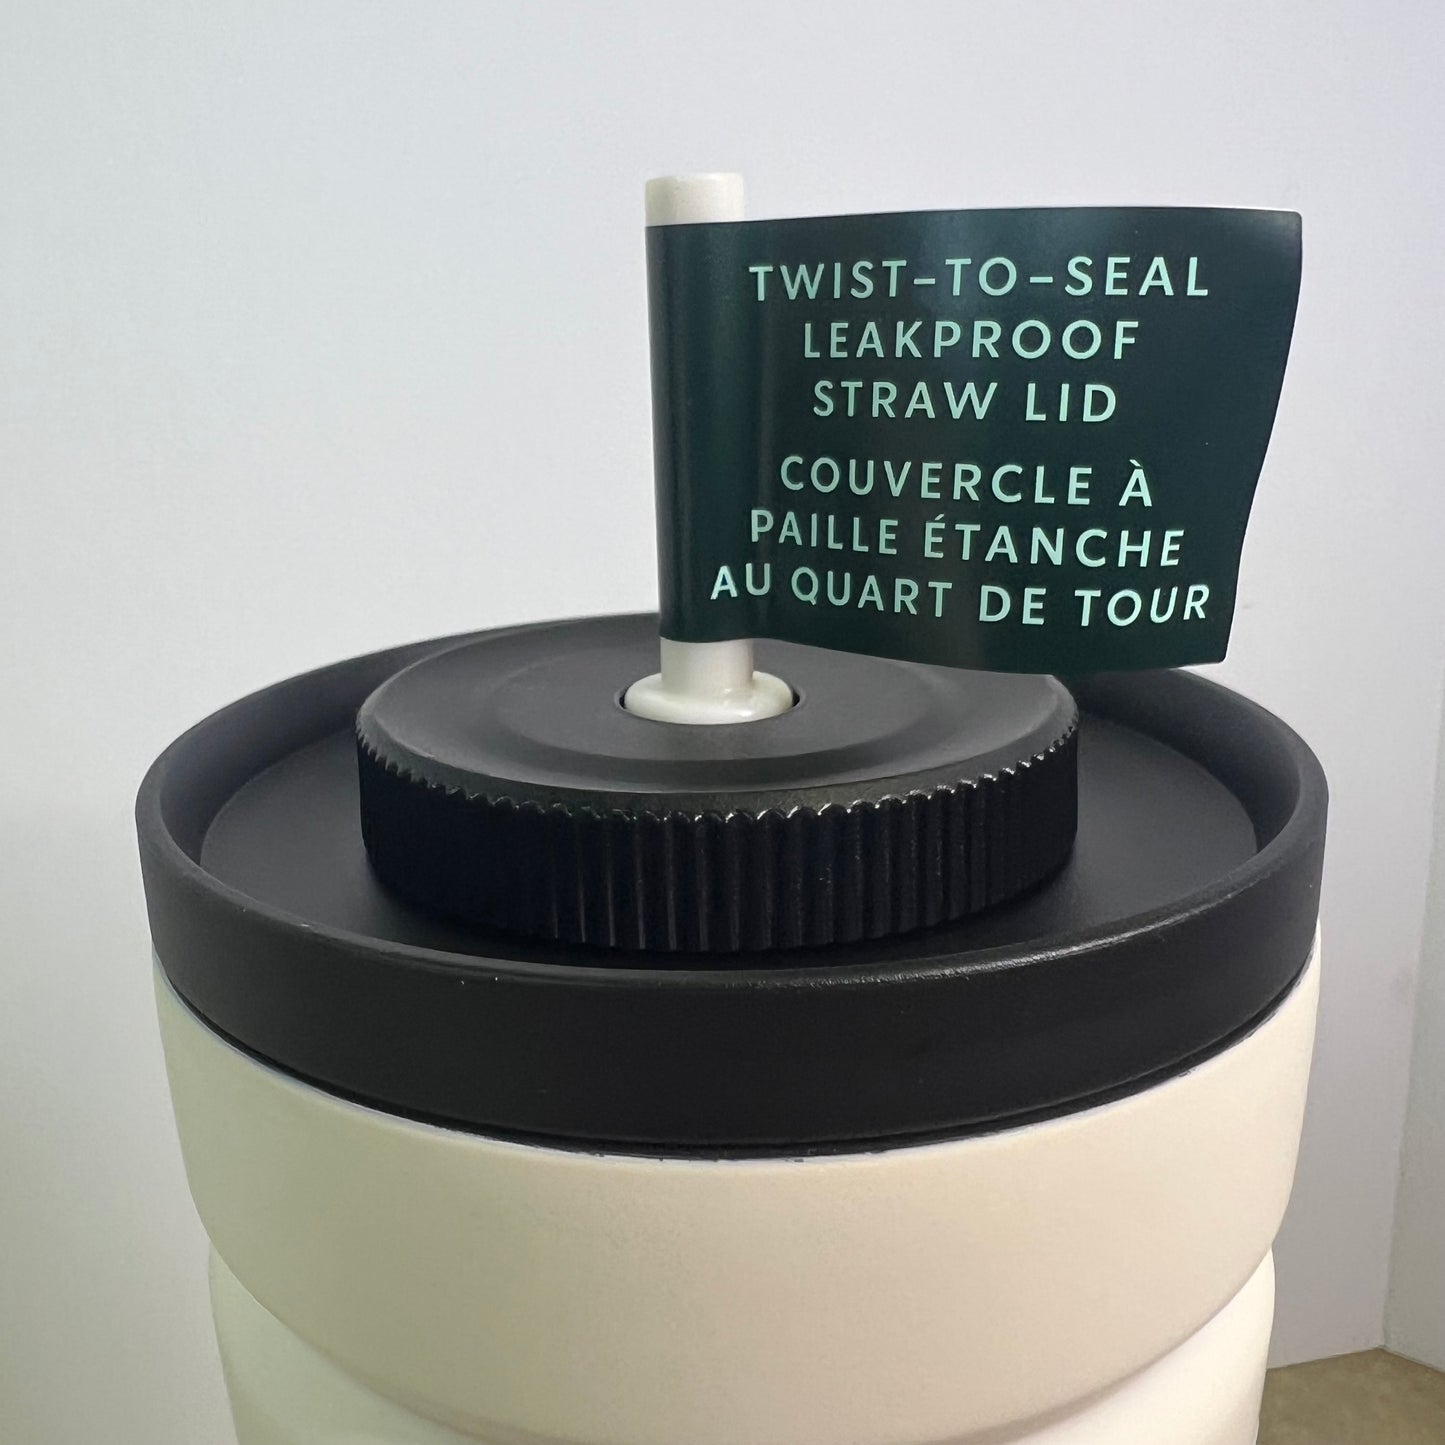 TWIST-TO-SEAL
LEAKPROOF
STRAW LID
COUVERCLE À
PAILLE ÉTANCHE
AU QUART DE TOUR